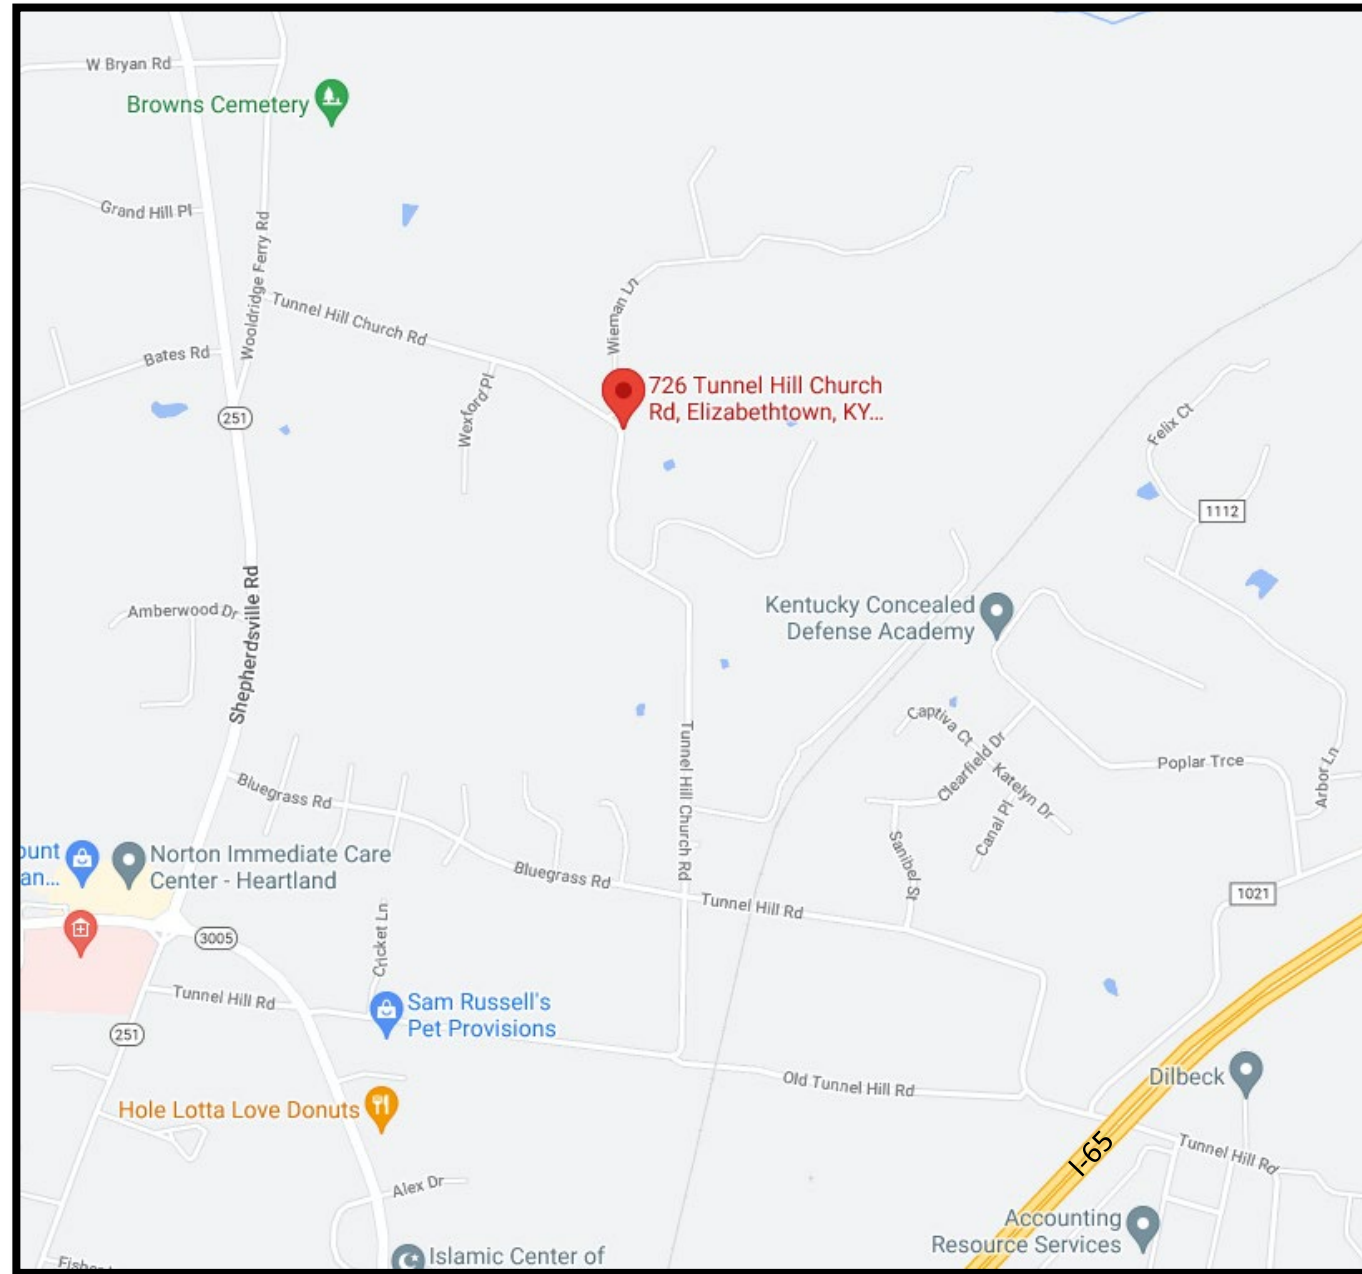 W Bryan Rd
Browns Cemetery
Grand Hill Pl
Wooldridge Ferry Rd
Tunnel Hill Church Rd
Wieman Ln
Bates Rd
Wexford Pl
726 Tunnel Hill Church
Rd, Elizabethtown, KY...
251
Felix Ct
1112
Amberwood Dr
Shepherdsville Rd
Kentucky Concealed
Defense Academy
Captiva Ct
Clearfield Dr
Katelyn Dr
Canal Pl
Sanibel St
Poplar Trce
Arbor Ln
Bluegrass Rd
Tunnel Hill Church Rd
Bluegrass Rd
Tunnel Hill Rd
ount
an...
Norton Immediate Care
Center - Heartland
1021
3005
Cricket Ln
Tunnel Hill Rd
Sam Russell's
Pet Provisions
251
Old Tunnel Hill Rd
Dilbeck
Hole Lotta Love Donuts
I-65
Tunnel Hill Rd
Alex Dr
Accounting
Resource Services
Islamic Center of